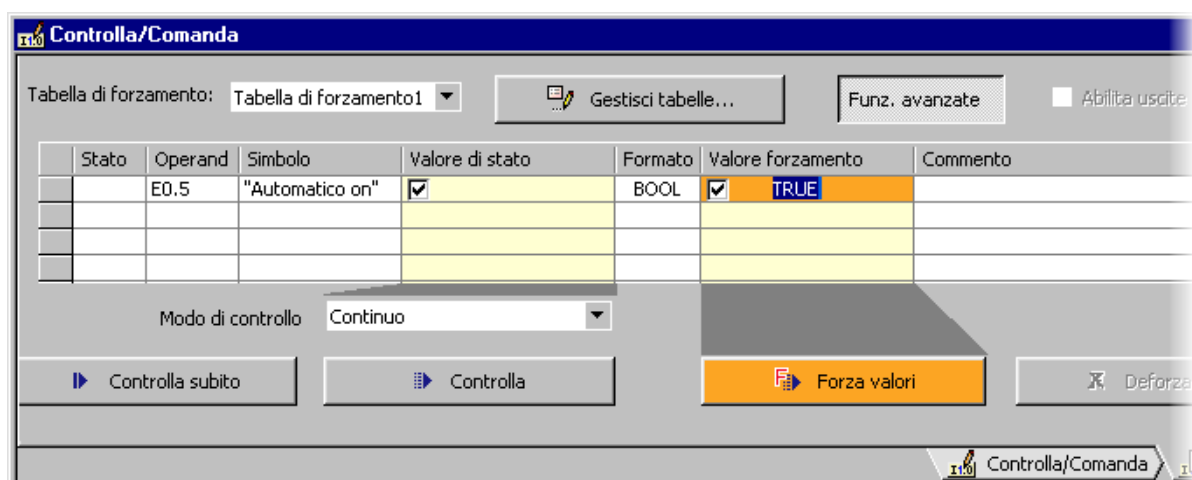 Controlla/Comanda
Tabella di forzamento: Tabella di forzamento1 Gestisci tabelle... Funz. avanzate Abilita uscite
Stato Operand Simbolo Valore di stato Formato Valore forzamento Commento
E0.5 "Automatico on" BOOL TRUE
Modo di controllo Continuo
Controlla subito Controlla F Forza valori Deforza
Controlla/Comanda